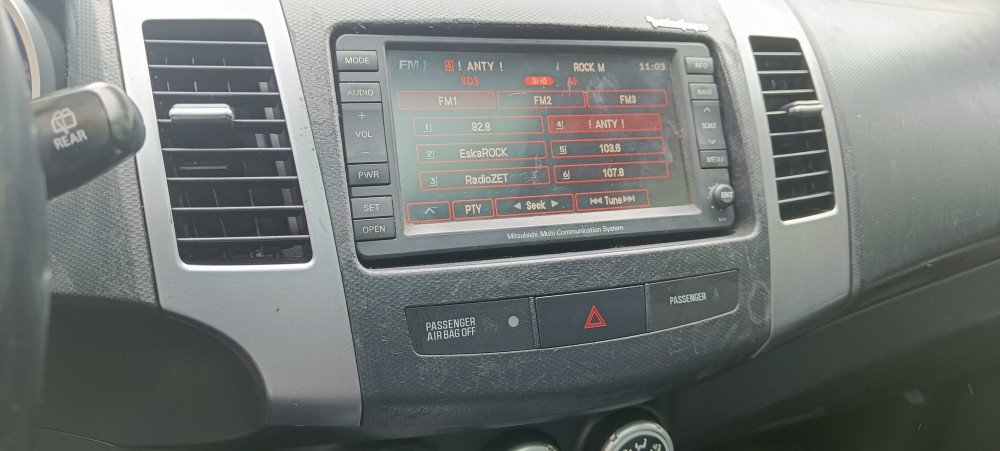 REAR
MODE
AUDIO
+
VOL
−
PWR
SET
OPEN
FM1 4 ! ANTY ! ROCK M 11:03
RDS AF
FM1 FM2 FM3
1 92.8
2 EskaROCK
3 RadioZET
4 ! ANTY !
5 103.8
6 107.8
PTY ◄ Seek ► I◄◄ Tune ►►I
INFO
NAVI
SCALE
MENU
ENT
Mitsubishi Multi Communication System
PASSENGER
AIR BAG OFF
PASSENGER